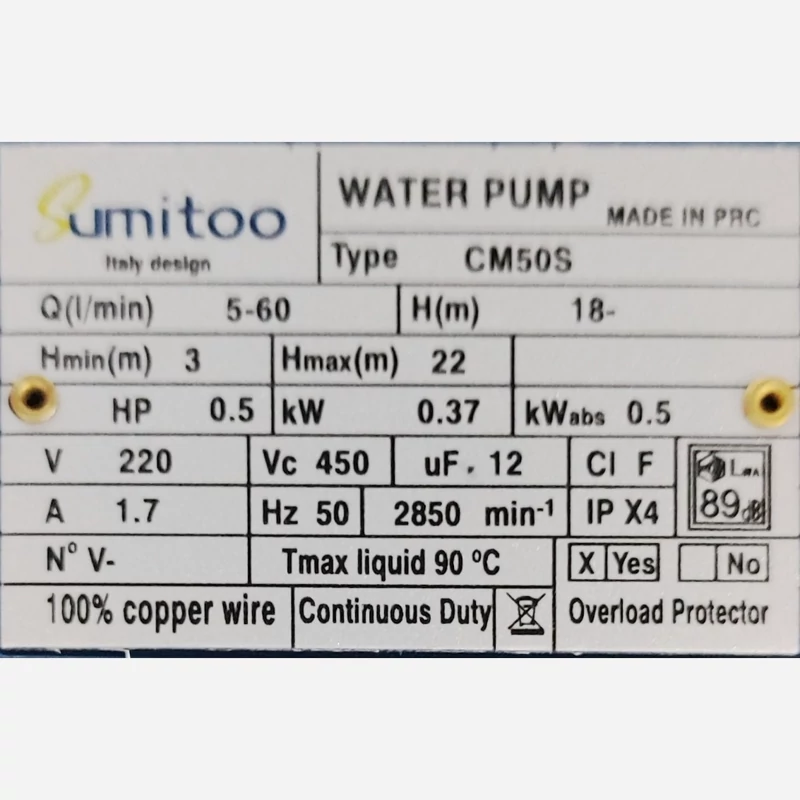 Sumitoo
Italy design
WATER PUMP MADE IN PRC
Type CM50S
Q(l/min) 5-60 H(m) 18-
Hmin(m) 3 Hmax(m) 22
HP 0.5 kW 0.37 kWabs 0.5
V 220 Vc 450 uF. 12 Cl F
A 1.7 Hz 50 2850 min-1 IP X4
LWA
89dB
N° V- Tmax liquid 90 ºC X Yes No
100% copper wire Continuous Duty Overload Protector